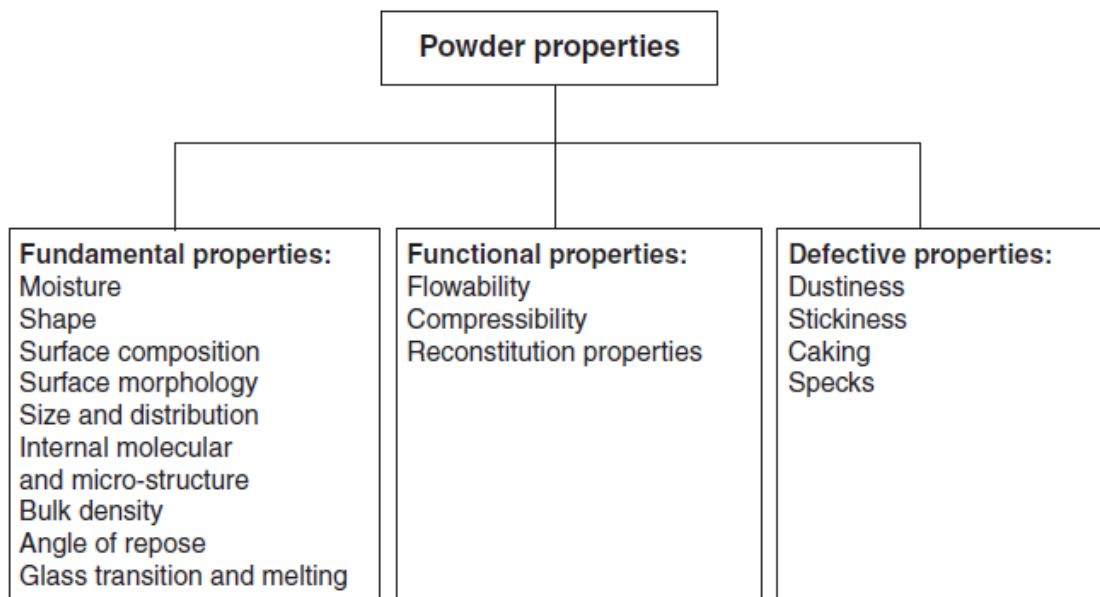 Powder properties
Fundamental properties:
Moisture
Shape
Surface composition
Surface morphology
Size and distribution
Internal molecular
and micro-structure
Bulk density
Angle of repose
Glass transition and melting
Functional properties:
Flowability
Compressibility
Reconstitution properties
Defective properties:
Dustiness
Stickiness
Caking
Specks